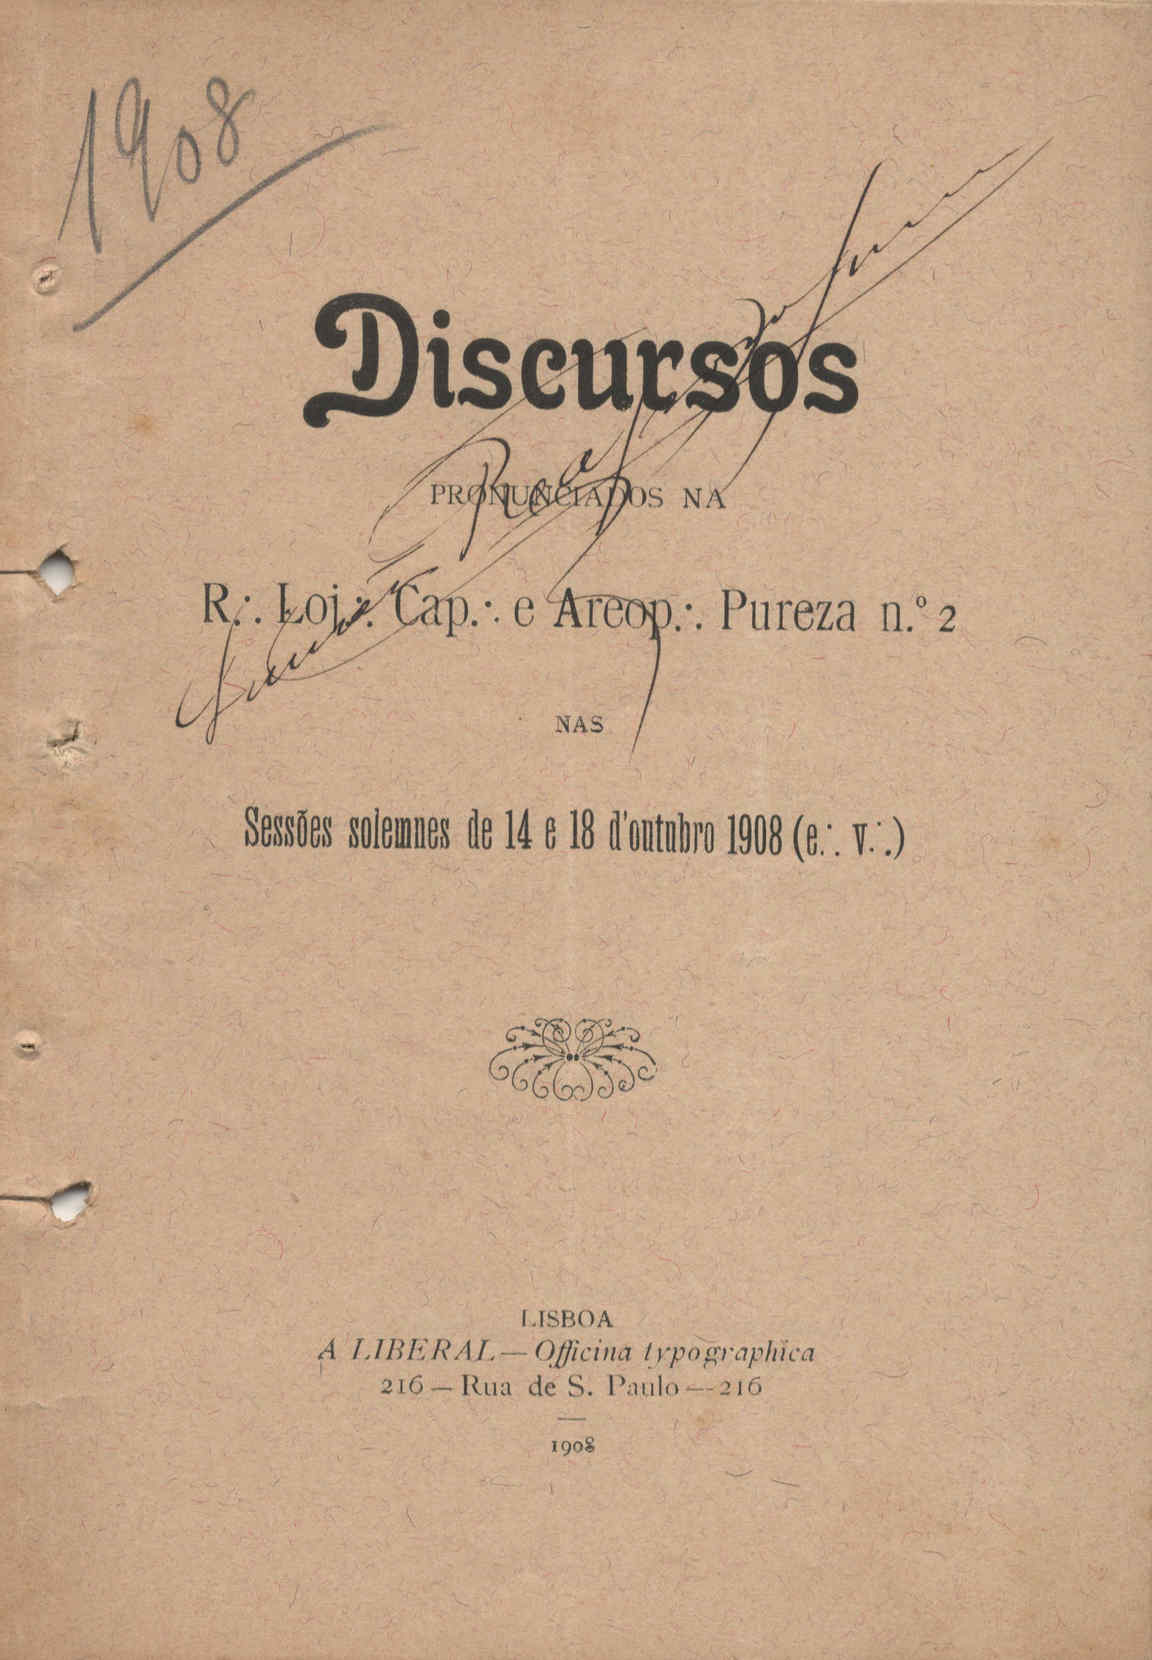 1908
Discursos
PRONUNCIADOS NA
R.∴ Loj.∴ Cap.∴ e Areop.∴ Pureza n.º 2
NAS
Sessões solemnes de 14 e 18 d'outubro 1908 (e.∴ v.∴)
LISBOA
A LIBERAL — Officina typographica
216 — Rua de S. Paulo — 216
1908